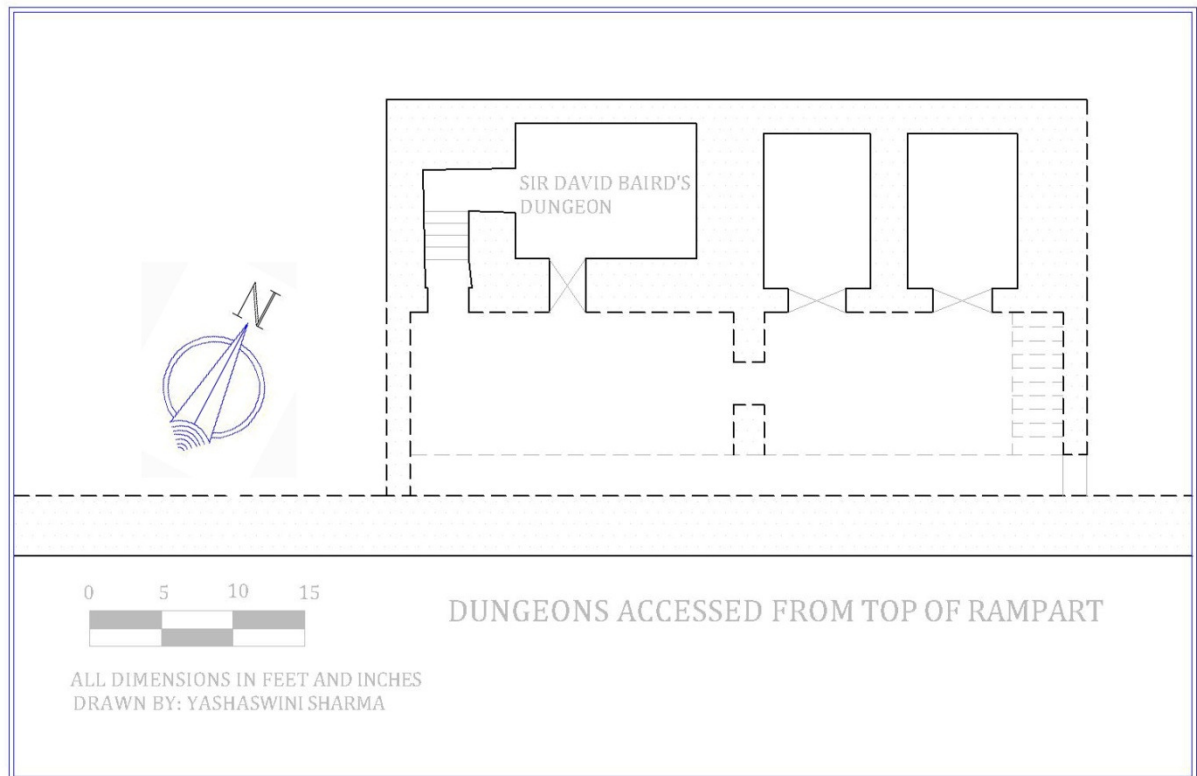 SIR DAVID BAIRD'S
DUNGEON
N
0 5 10 15
DUNGEONS ACCESSED FROM TOP OF RAMPART
ALL DIMENSIONS IN FEET AND INCHES
DRAWN BY: YASHASWINI SHARMA